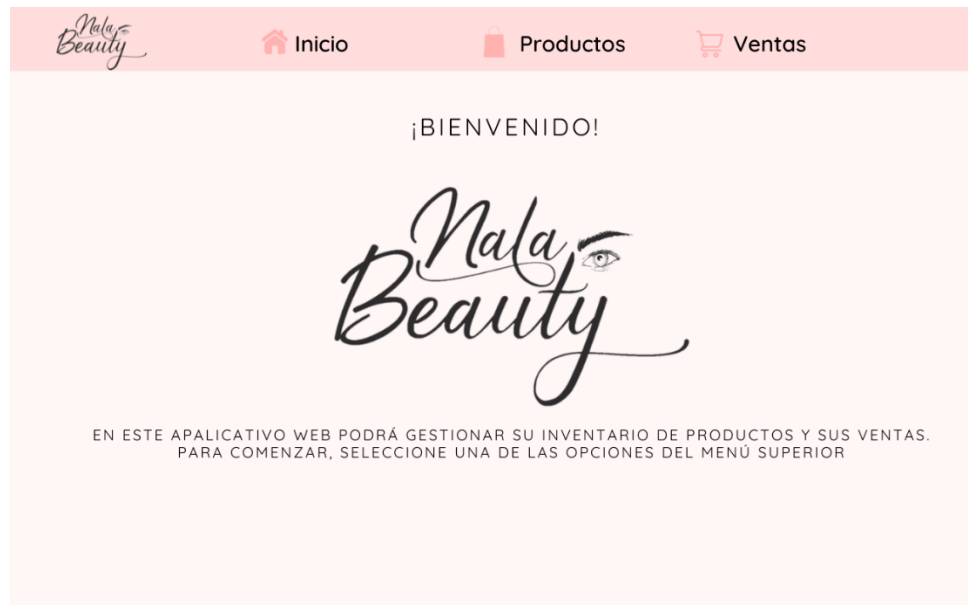 Nala
Beauty
Inicio
Productos
Ventas
¡BIENVENIDO!
Nala
Beauty
EN ESTE APALICATIVO WEB PODRÁ GESTIONAR SU INVENTARIO DE PRODUCTOS Y SUS VENTAS.
PARA COMENZAR, SELECCIONE UNA DE LAS OPCIONES DEL MENÚ SUPERIOR